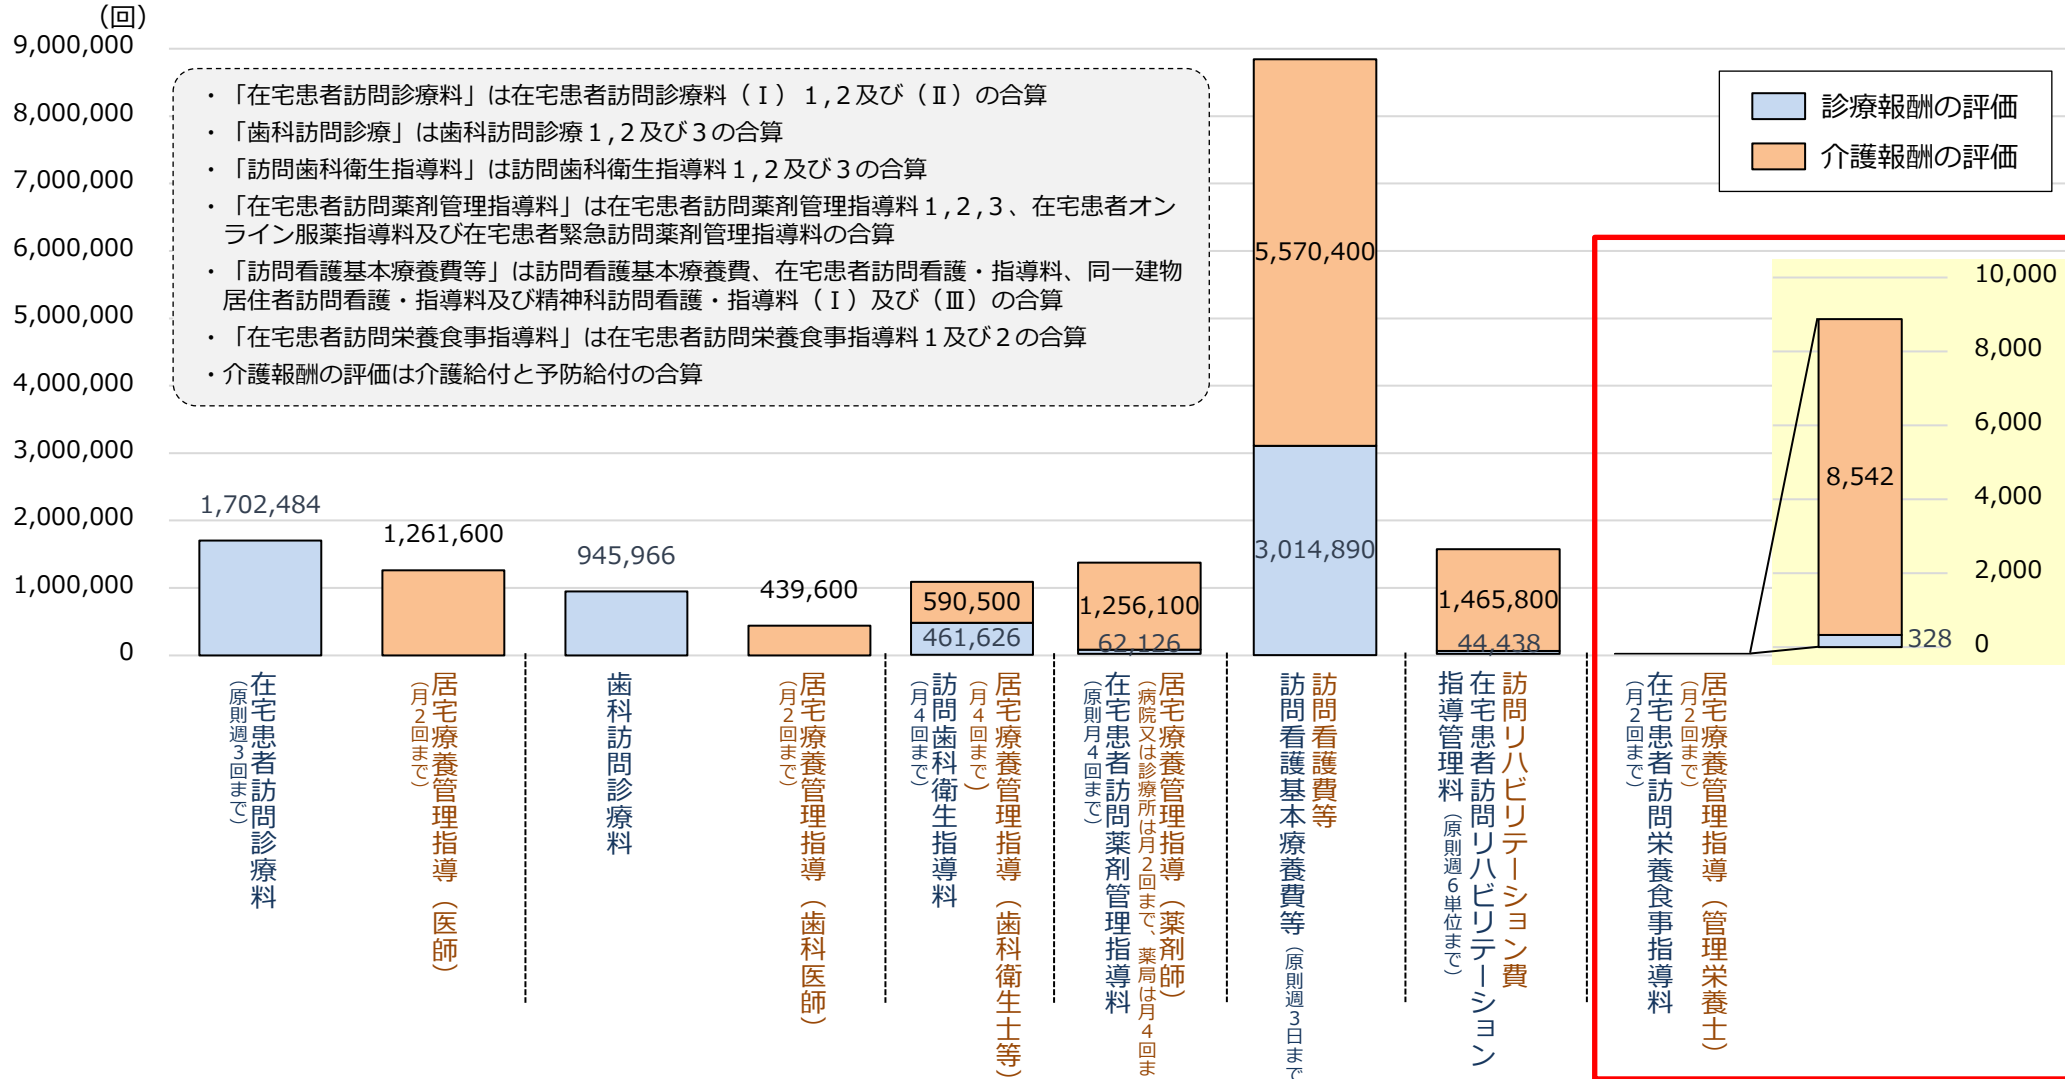 （回）
9,000,000
8,000,000
7,000,000
6,000,000
5,000,000
4,000,000
3,000,000
2,000,000
1,000,000
0
・「在宅患者訪問診療料」は在宅患者訪問診療料（Ⅰ）１,２及び（Ⅱ）の合算
・「歯科訪問診療」は歯科訪問診療１,２及び３の合算
・「訪問歯科衛生指導料」は訪問歯科衛生指導料１,２及び３の合算
・「在宅患者訪問薬剤管理指導料」は在宅患者訪問薬剤管理指導料１,２,３、在宅患者オン
ライン服薬指導料及び在宅患者緊急訪問薬剤管理指導料の合算
・「訪問看護基本療養費等」は訪問看護基本療養費、在宅患者訪問看護・指導料、同一建物
居住者訪問看護・指導料及び精神科訪問看護・指導料（Ⅰ）及び（Ⅲ）の合算
・「在宅患者訪問栄養食事指導料」は在宅患者訪問栄養食事指導料１及び２の合算
・介護報酬の評価は介護給付と予防給付の合算
診療報酬の評価
介護報酬の評価
1,702,484
1,261,600
945,966
439,600
590,500
461,626
1,256,100
62,126
5,570,400
3,014,890
1,465,800
44,438
8,542
328
10,000
8,000
6,000
4,000
2,000
0
在宅患者訪問診療料
（原則週３回まで）
居宅療養管理指導（医師）
（月２回まで）
歯科訪問診療料
居宅療養管理指導（歯科医師）
（月２回まで）
居宅療養管理指導（歯科衛生士等）
（月４回まで）
訪問歯科衛生指導料
（月４回まで）
居宅療養管理指導（薬剤師）
（病院又は診療所は月２回まで、薬局は月４回ま
在宅患者訪問薬剤管理指導料
（原則月４回まで）
訪問看護費等
訪問看護基本療養費等（原則週３日まで
訪問リハビリテーション費
在宅患者訪問リハビリテーション
指導管理料（原則週６単位まで）
居宅療養管理指導（管理栄養士）
（月２回まで）
在宅患者訪問栄養食事指導料
（月２回まで）